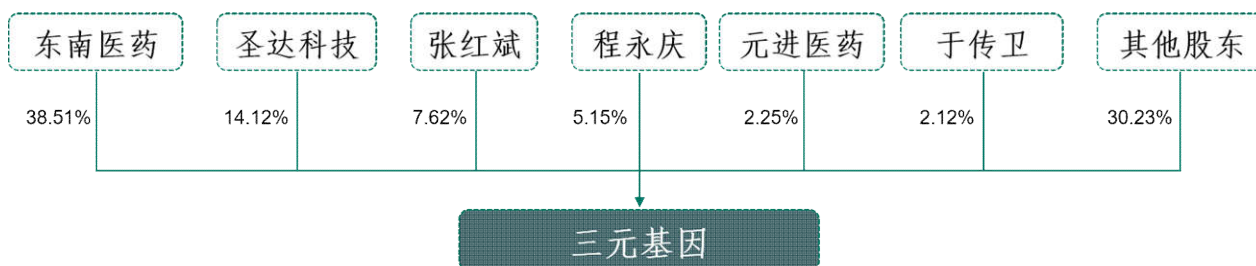 东南医药 圣达科技 张红斌 程永庆 元进医药 于传卫 其他股东
38.51% 14.12% 7.62% 5.15% 2.25% 2.12% 30.23%
三元基因